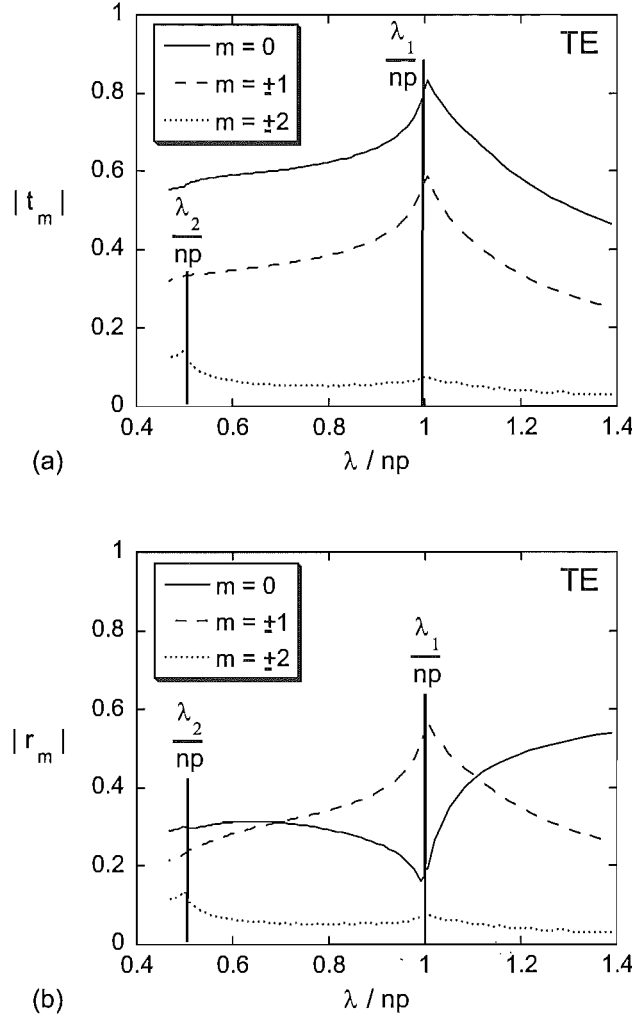 1
TE
m = 0
m = ±1
m = ±2
λ₁
np
0.8
0.6
| tₘ |
λ₂
np
0.4
0.2
0
0.4 0.6 0.8 1 1.2 1.4
(a)
λ / np
1
TE
m = 0
m = ±1
m = ±2
0.8
λ₁
np
0.6
| rₘ |
λ₂
np
0.4
0.2
0
0.4 0.6 0.8 1 1.2 1.4
(b)
λ / np